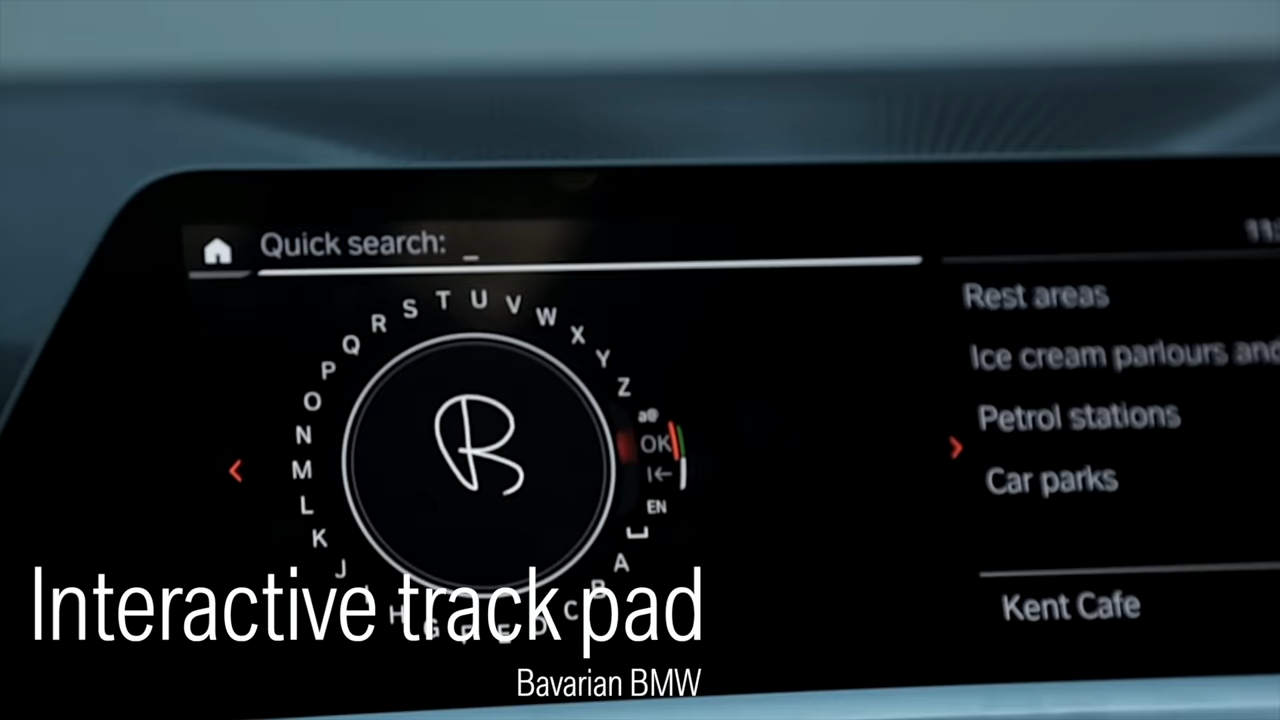 Quick search: _
Rest areas
Ice cream parlours and
Petrol stations
Car parks
Kent Cafe
S T U V W X Y Z
R
Q
P
O
N
M
L
K
J
H G F E D C B A
a@
OK
EN
R
Interactive track pad
Bavarian BMW